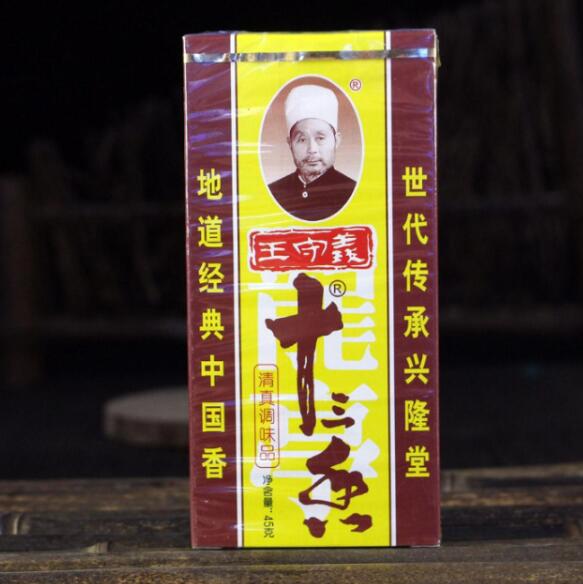 ®
王守義
®
十三香
地道经典中国香
世代传承兴隆堂
清真调味品
净含量:45克